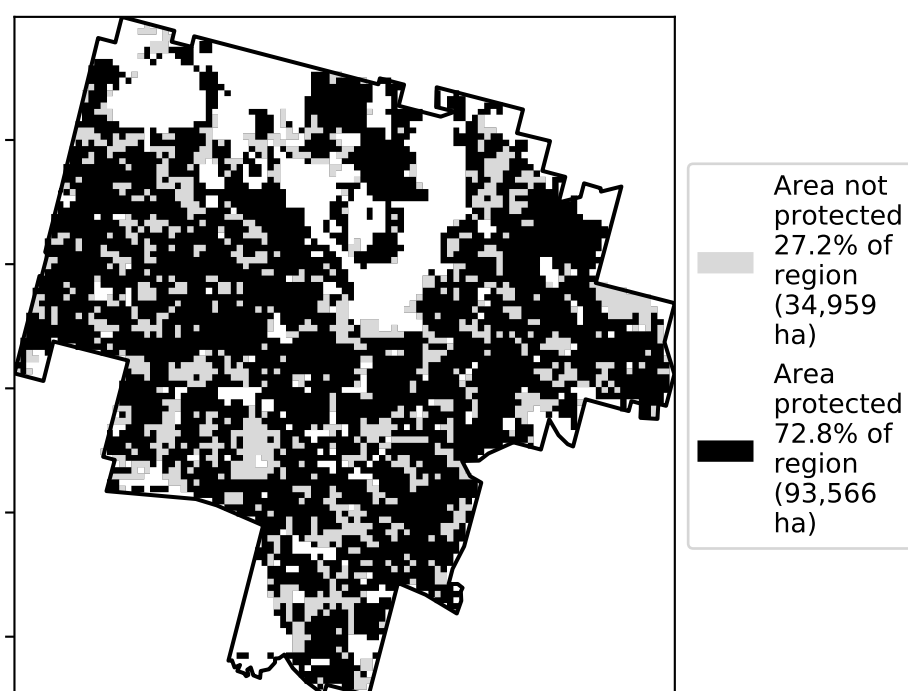 Area not
protected
27.2% of
region
(34,959
ha)
Area
protected
72.8% of
region
(93,566
ha)